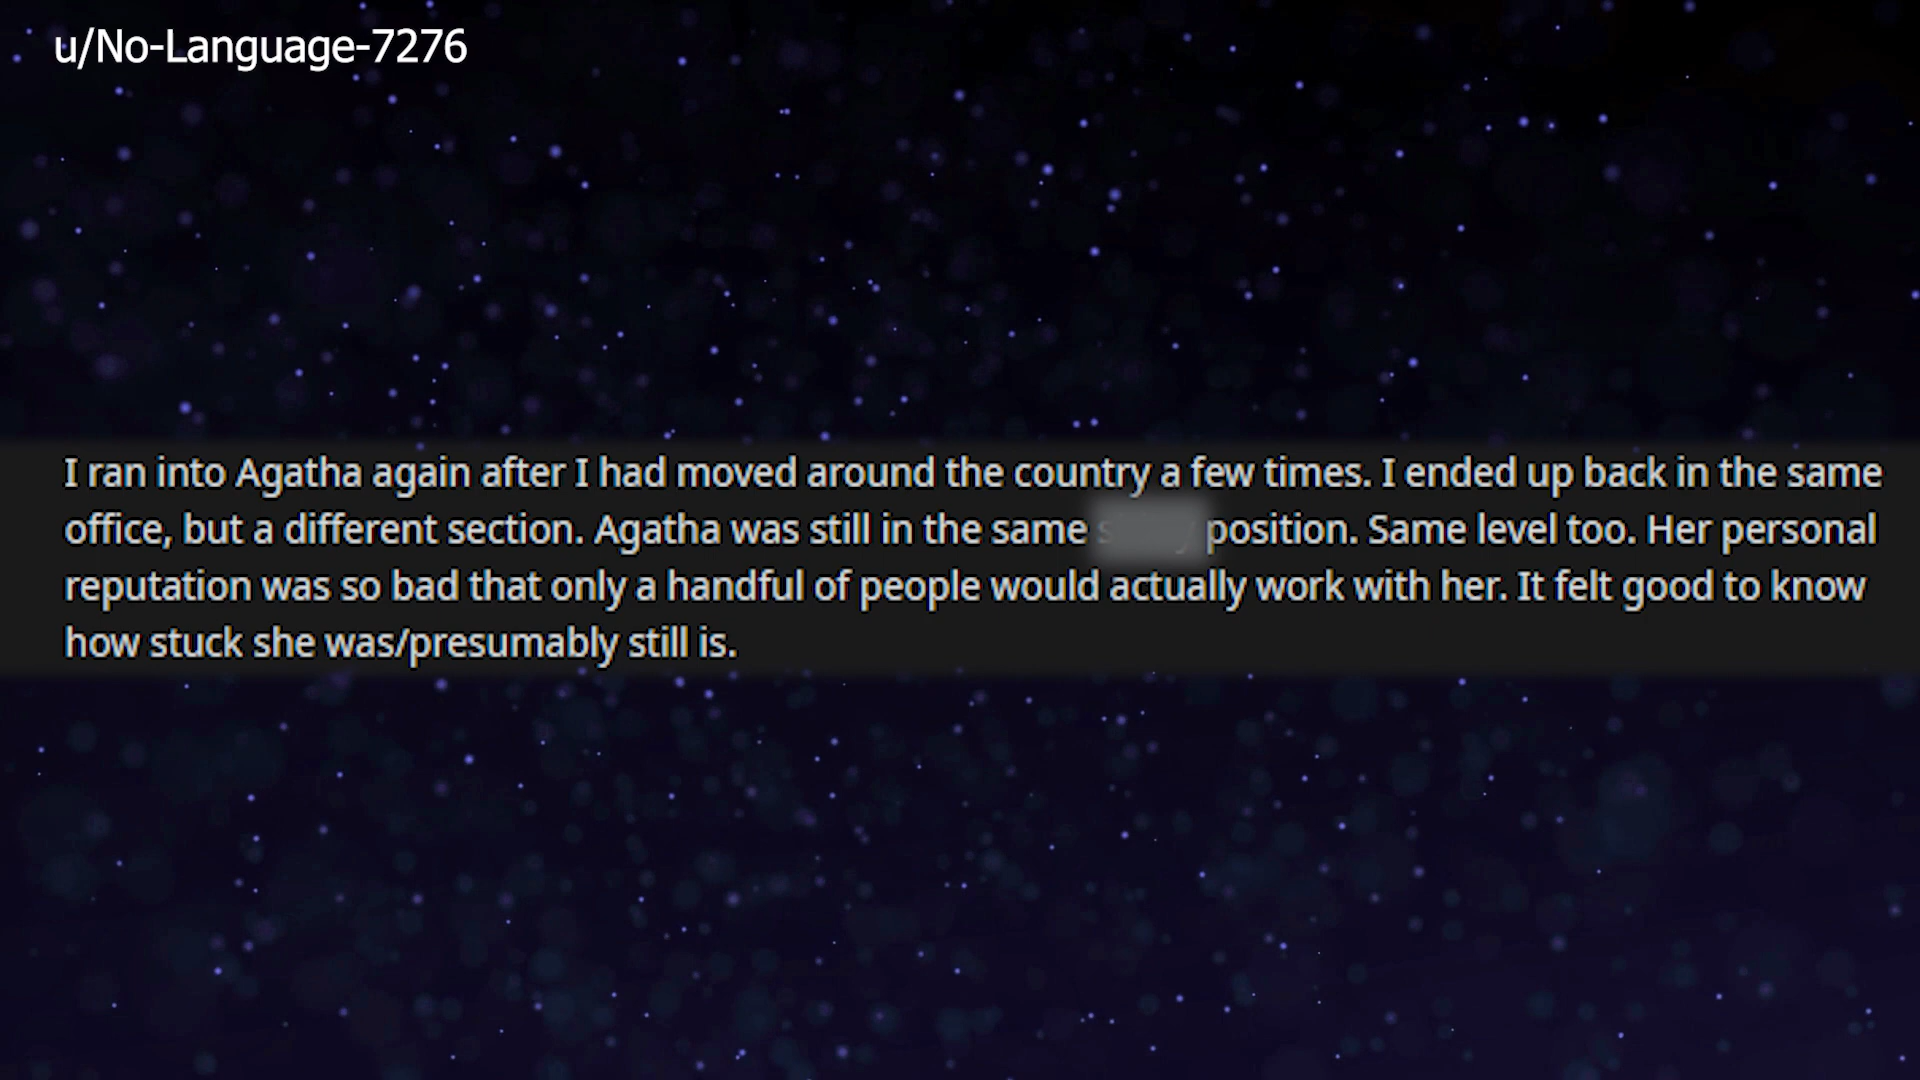 u/No-Language-7276
I ran into Agatha again after I had moved around the country a few times. I ended up back in the same
office, but a different section. Agatha was still in the same position. Same level too. Her personal
reputation was so bad that only a handful of people would actually work with her. It felt good to know
how stuck she was/presumably still is.